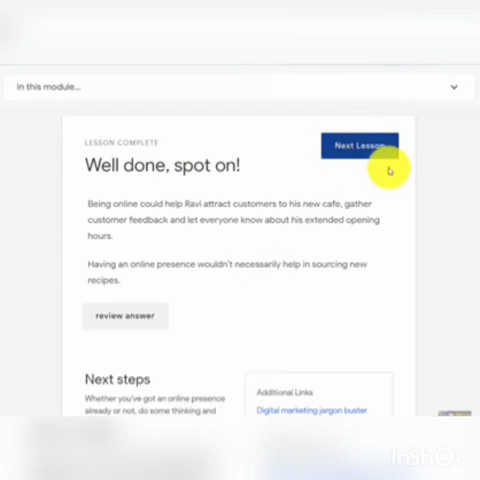 In this module...
LESSON COMPLETE
Next Lesson
Well done, spot on!
Being online could help Ravi attract customers to his new cafe, gather
customer feedback and let everyone know about his extended opening
hours.
Having an online presence wouldn't necessarily help in sourcing new
recipes.
review answer
Next steps
Whether you've got an online presence
already or not, do some thinking and
Additional Links
Digital marketing jargon buster
InShOt